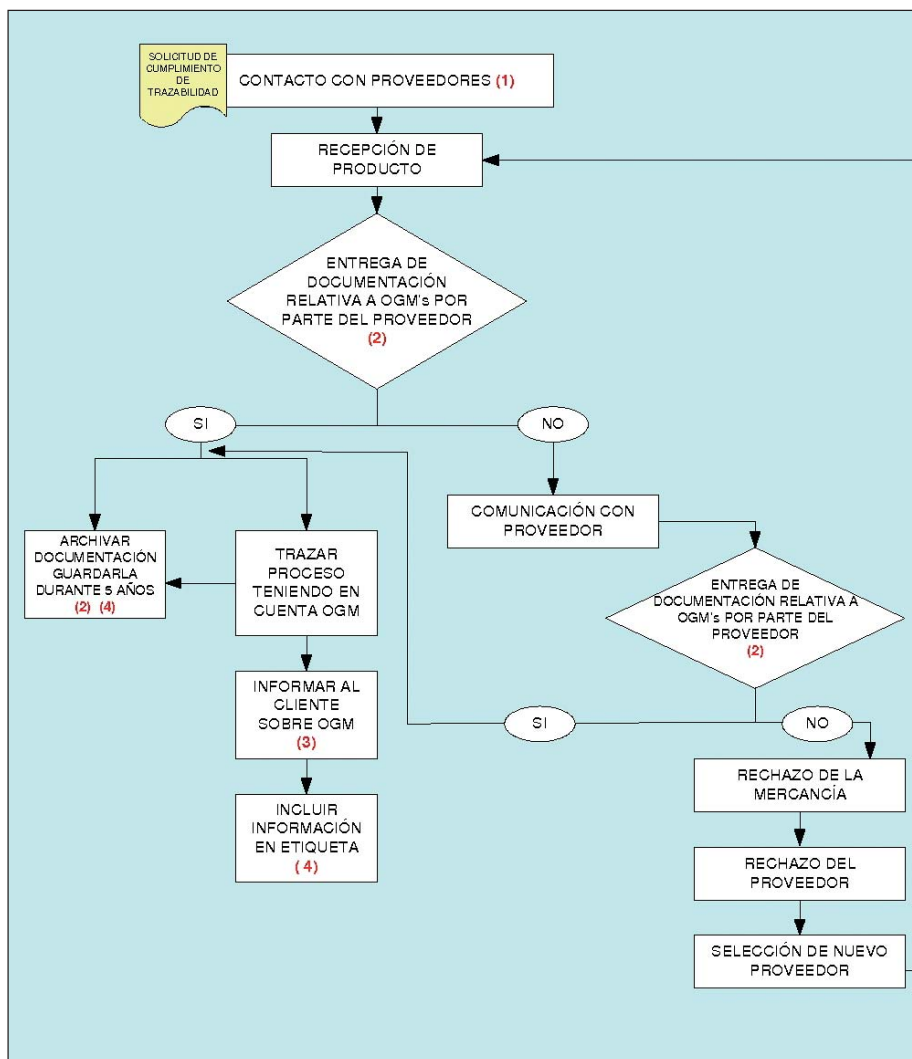 SOLICITUD DE
CUMPLIMIENTO
DE
TRAZABILIDAD
CONTACTO CON PROVEEDORES (1)
RECEPCIÓN DE
PRODUCTO
ENTREGA DE
DOCUMENTACIÓN
RELATIVA A OGM's POR
PARTE DEL PROVEEDOR
(2)
SI
NO
COMUNICACIÓN CON
PROVEEDOR
ARCHIVAR
DOCUMENTACIÓN
GUARDARLA
DURANTE 5 AÑOS
(2) (4)
TRAZAR
PROCESO
TENIENDO EN
CUENTA OGM
ENTREGA DE
DOCUMENTACIÓN RELATIVA A
OGM's POR PARTE DEL
PROVEEDOR
(2)
INFORMAR AL
CLIENTE
SOBRE OGM
(3)
SI
NO
INCLUIR
INFORMACIÓN
EN ETIQUETA
( 4)
RECHAZO DE LA
MERCANCÍA
RECHAZO DEL
PROVEEDOR
SELECCIÓN DE NUEVO
PROVEEDOR